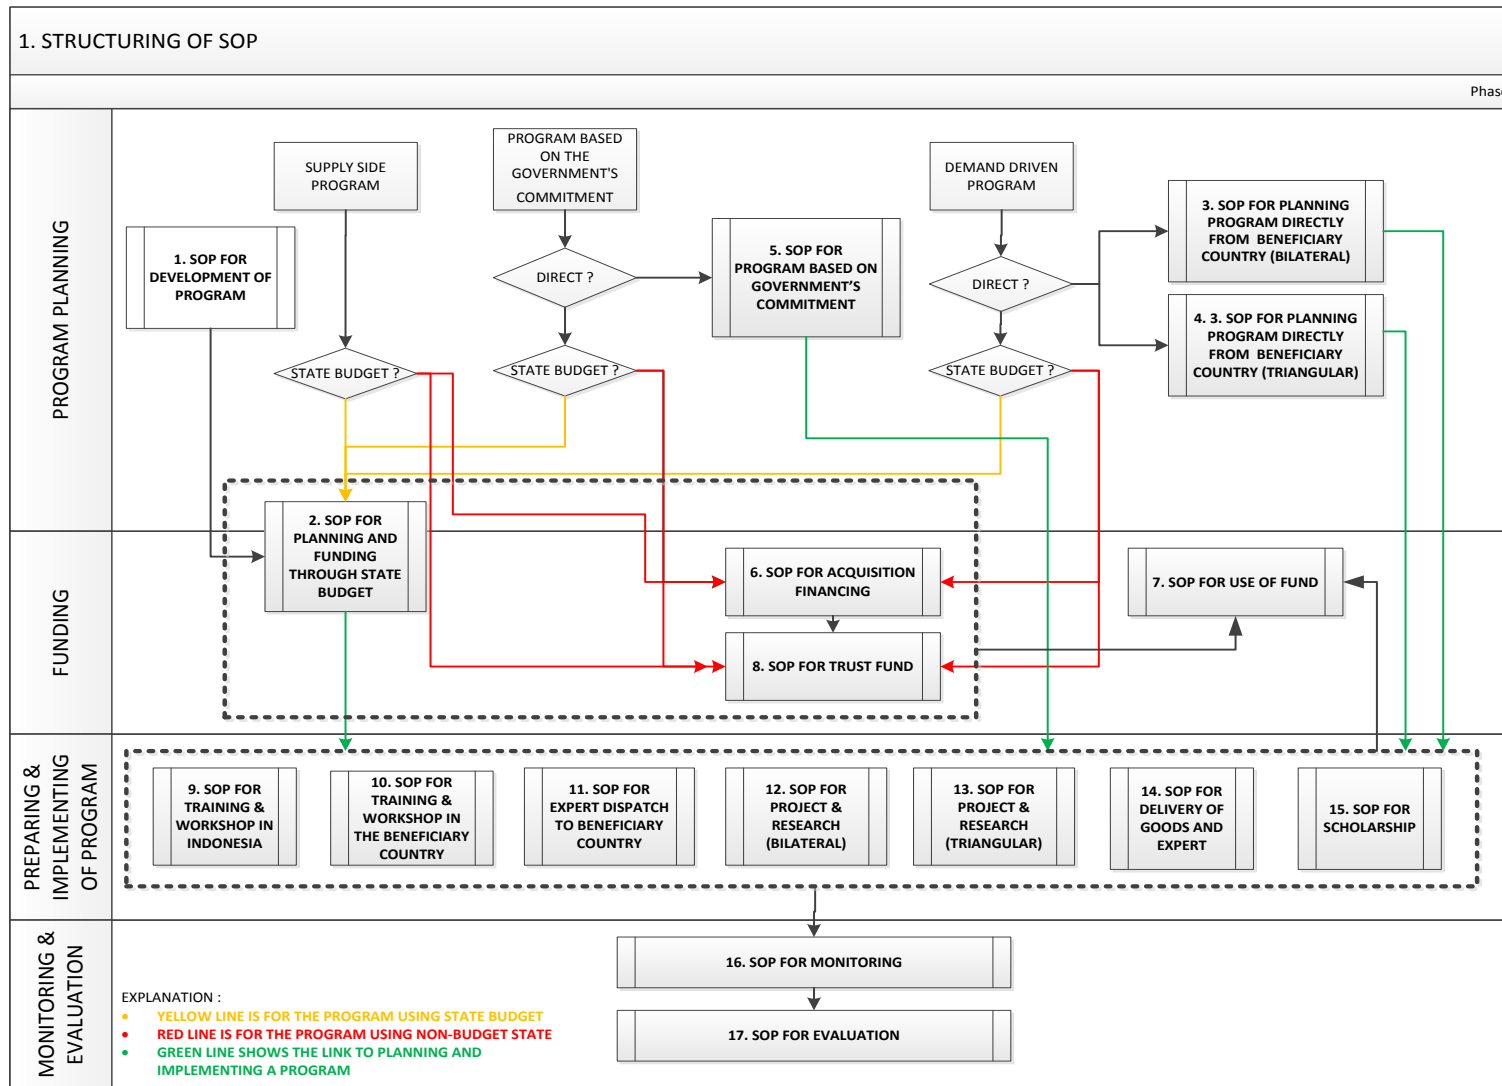 1. STRUCTURING OF SOP
Phase
PROGRAM PLANNING
SUPPLY SIDE
PROGRAM
PROGRAM BASED
ON THE
GOVERNMENT'S
COMMITMENT
DEMAND DRIVEN
PROGRAM
1. SOP FOR
DEVELOPMENT OF
PROGRAM
DIRECT ?
5. SOP FOR
PROGRAM BASED ON
GOVERNMENT'S
COMMITMENT
DIRECT ?
3. SOP FOR PLANNING
PROGRAM DIRECTLY
FROM BENEFICIARY
COUNTRY (BILATERAL)
4. 3. SOP FOR PLANNING
PROGRAM DIRECTLY
FROM BENEFICIARY
COUNTRY (TRIANGULAR)
STATE BUDGET ?
STATE BUDGET ?
STATE BUDGET ?
FUNDING
2. SOP FOR
PLANNING AND
FUNDING
THROUGH STATE
BUDGET
6. SOP FOR ACQUISITION
FINANCING
7. SOP FOR USE OF FUND
8. SOP FOR TRUST FUND
PREPARING &
IMPLEMENTING
OF PROGRAM
9. SOP FOR
TRAINING &
WORKSHOP IN
INDONESIA
10. SOP FOR
TRAINING &
WORKSHOP IN
THE BENEFICIARY
COUNTRY
11. SOP FOR
EXPERT DISPATCH
TO BENEFICIARY
COUNTRY
12. SOP FOR
PROJECT &
RESEARCH
(BILATERAL)
13. SOP FOR
PROJECT &
RESEARCH
(TRIANGULAR)
14. SOP FOR
DELIVERY OF
GOODS AND
EXPERT
15. SOP FOR
SCHOLARSHIP
MONITORING &
EVALUATION
16. SOP FOR MONITORING
17. SOP FOR EVALUATION
EXPLANATION :
• YELLOW LINE IS FOR THE PROGRAM USING STATE BUDGET
• RED LINE IS FOR THE PROGRAM USING NON-BUDGET STATE
• GREEN LINE SHOWS THE LINK TO PLANNING AND
IMPLEMENTING A PROGRAM